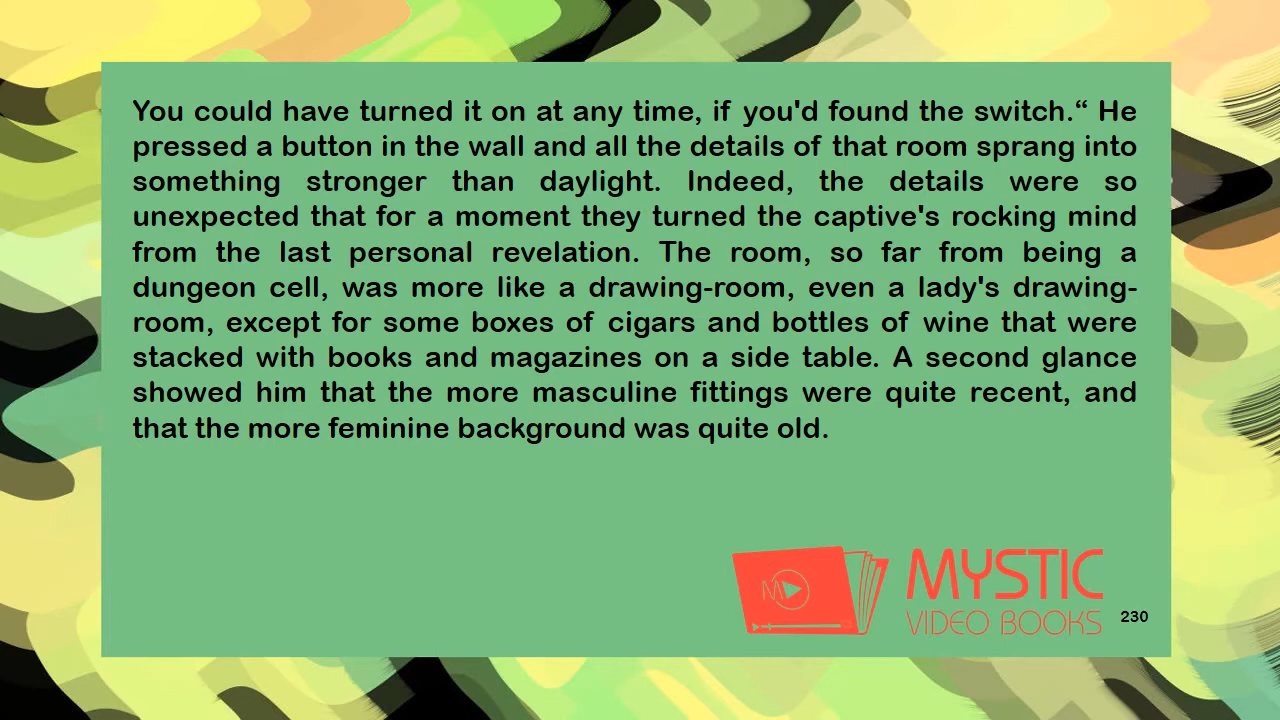 You could have turned it on at any time, if you'd found the switch.“ He
pressed a button in the wall and all the details of that room sprang into
something stronger than daylight. Indeed, the details were so
unexpected that for a moment they turned the captive's rocking mind
from the last personal revelation. The room, so far from being a
dungeon cell, was more like a drawing-room, even a lady's drawing-
room, except for some boxes of cigars and bottles of wine that were
stacked with books and magazines on a side table. A second glance
showed him that the more masculine fittings were quite recent, and
that the more feminine background was quite old.
M
MYSTIC
VIDEO BOOKS
230